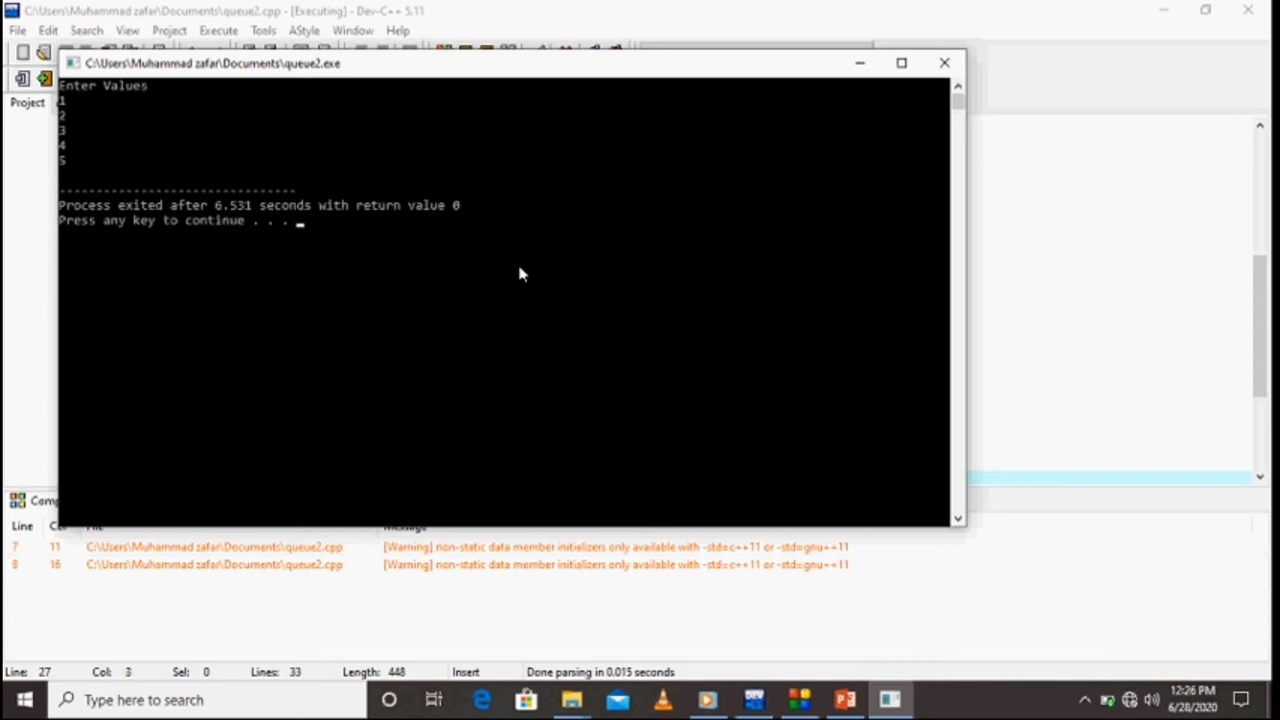 C:\Users\Muhammad zafar\Documents\queue2.cpp - [Executing] - Dev-C++ 5.11
File Edit Search View Project Execute Tools AStyle Window Help
C:\Users\Muhammad zafar\Documents\queue2.exe
Enter Values
1
2
3
4
5
--------------------------------
Process exited after 6.531 seconds with return value 0
Press any key to continue . . .
Project
Comp
Line
7 11 C:\Users\Muhammad zafar\Documents\queue2.cpp [Warning] non-static data member initializers only available with -std=c++11 or -std=gnu++11
8 16 C:\Users\Muhammad zafar\Documents\queue2.cpp [Warning] non-static data member initializers only available with -std=c++11 or -std=gnu++11
Line: 27 Col: 3 Sel: 0 Lines: 33 Length: 448 Insert Done parsing in 0.015 seconds
Type here to search
12:26 PM
6/28/2020